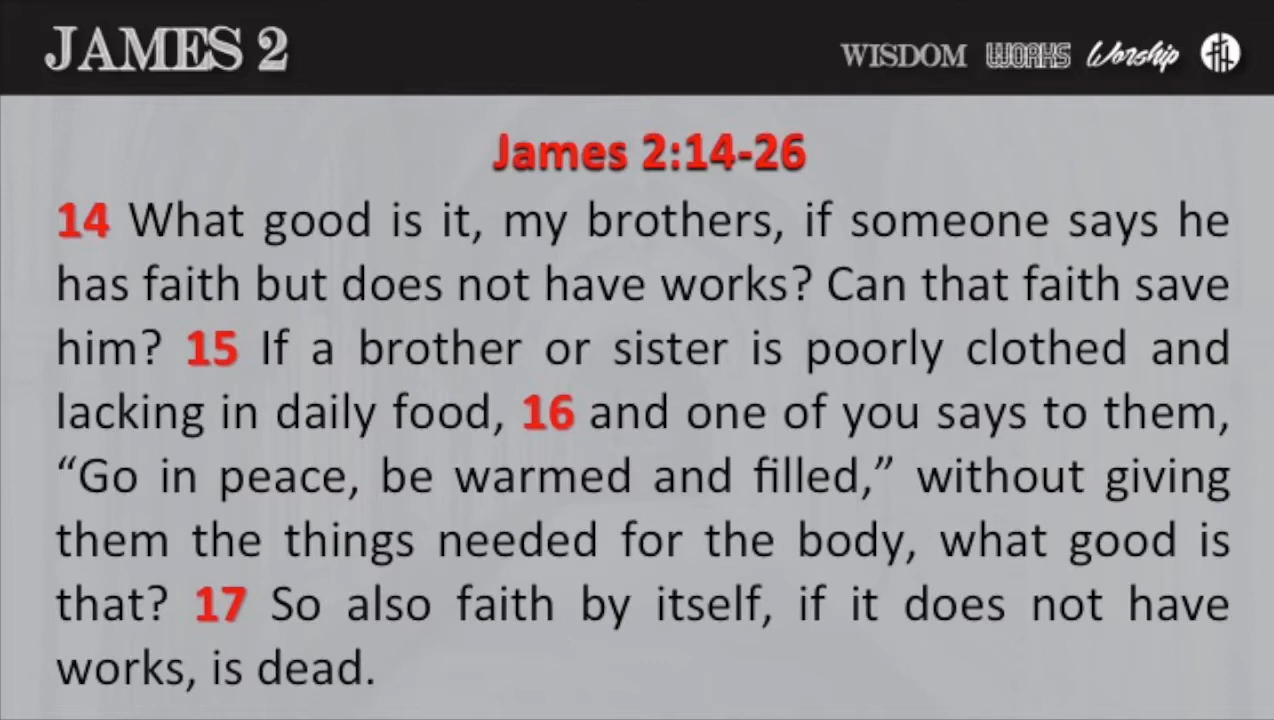 JAMES 2
WISDOM WORKS Worship
James 2:14-26
14 What good is it, my brothers, if someone says he
has faith but does not have works? Can that faith save
him? 15 If a brother or sister is poorly clothed and
lacking in daily food, 16 and one of you says to them,
“Go in peace, be warmed and filled,” without giving
them the things needed for the body, what good is
that? 17 So also faith by itself, if it does not have
works, is dead.